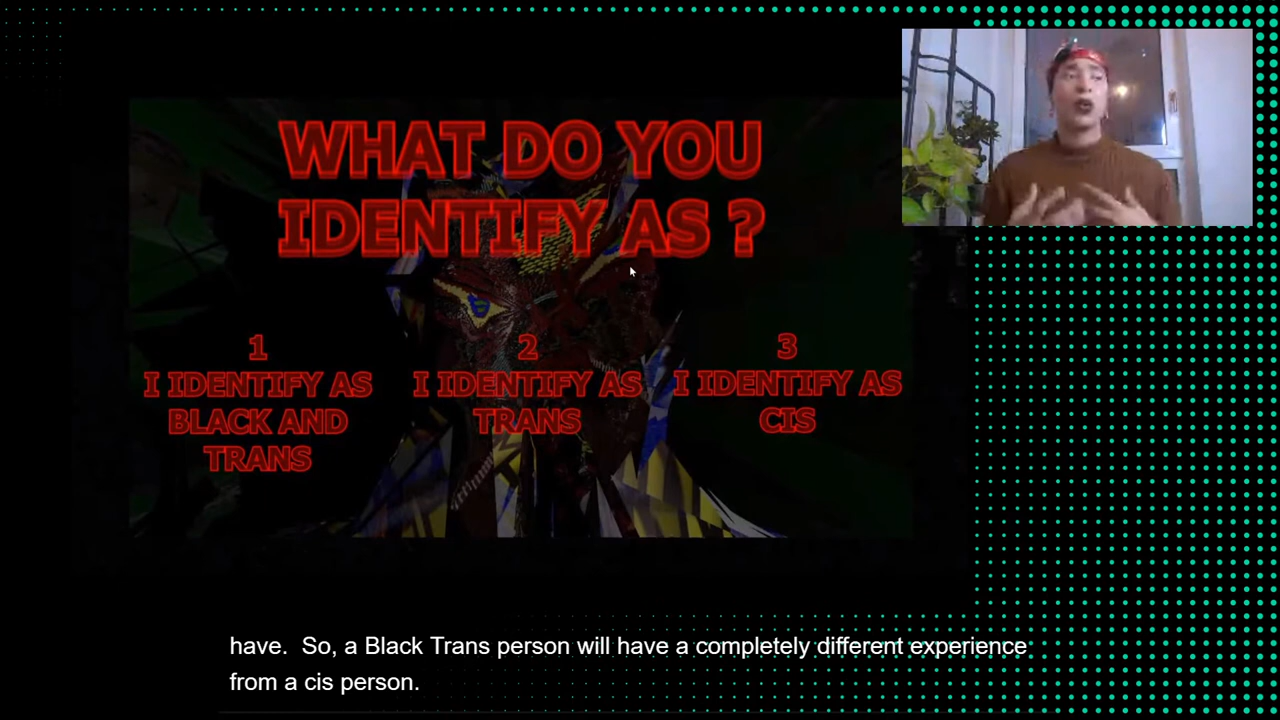 WHAT DO YOU
IDENTIFY AS ?
1
I IDENTIFY AS
BLACK AND
TRANS
2
I IDENTIFY AS
TRANS
3
I IDENTIFY AS
CIS
have.  So, a Black Trans person will have a completely different experience
from a cis person.